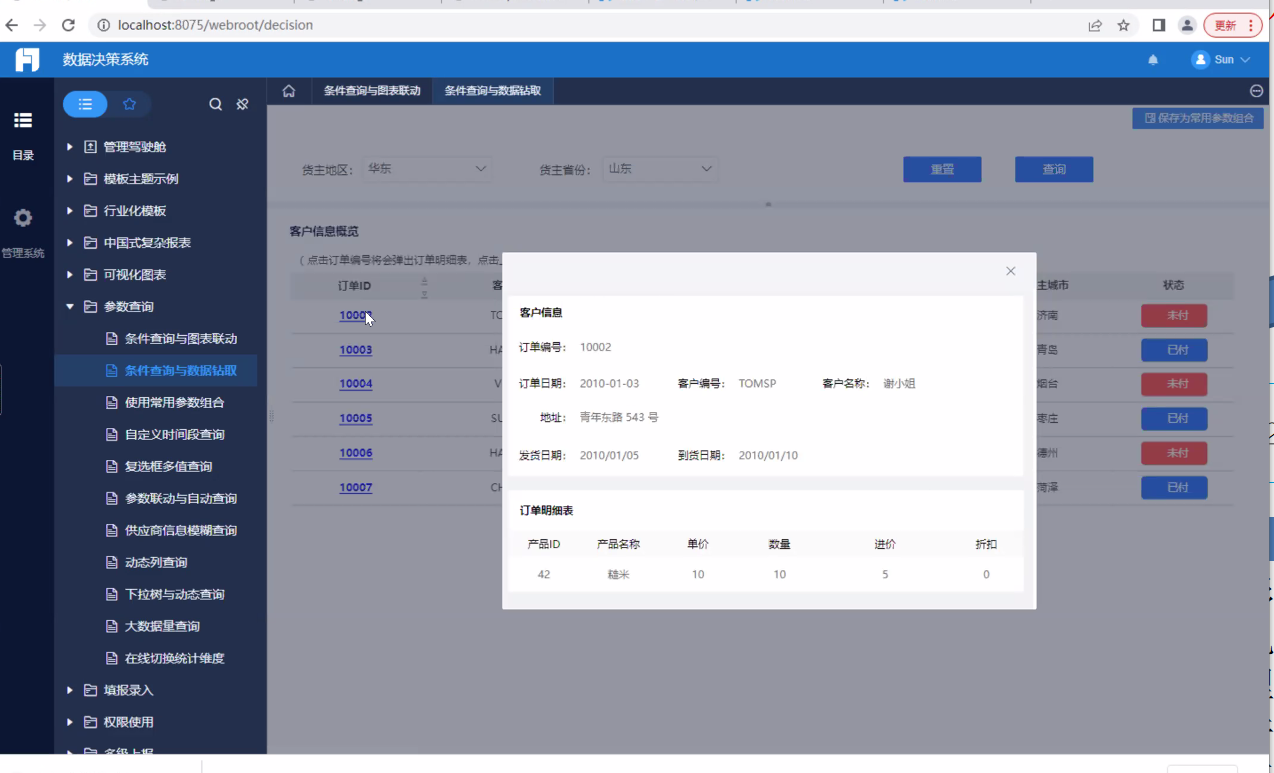 localhost:8075/webroot/decision
更新
数据决策系统
Sun
目录
管理系统
管理驾驶舱
模板主题示例
行业化模板
中国式复杂报表
可视化图表
参数查询
条件查询与图表联动
条件查询与数据钻取
使用常用参数组合
自定义时间段查询
复选框多值查询
参数联动与自动查询
供应商信息模糊查询
动态列查询
下拉树与动态查询
大数据量查询
在线切换统计维度
填报录入
权限使用
多级上报
条件查询与图表联动 条件查询与数据钻取
保存为常用参数组合
货主地区： 华东 货主省份： 山东 重置 查询
客户信息概览
（点击订单编号将会弹出订单明细表，点击
订单ID 客 主城市 状态
10002 TO 济南 未付
10003 HA 青岛 已付
10004 V 烟台 未付
10005 SU 枣庄 已付
10006 HA 德州 未付
10007 CH 菏泽 已付
客户信息
订单编号： 10002
订单日期： 2010-01-03 客户编号： TOMSP 客户名称： 谢小姐
地址： 青年东路 543 号
发货日期： 2010/01/05 到货日期： 2010/01/10
订单明细表
产品ID 产品名称 单价 数量 进价 折扣
42 糙米 10 10 5 0